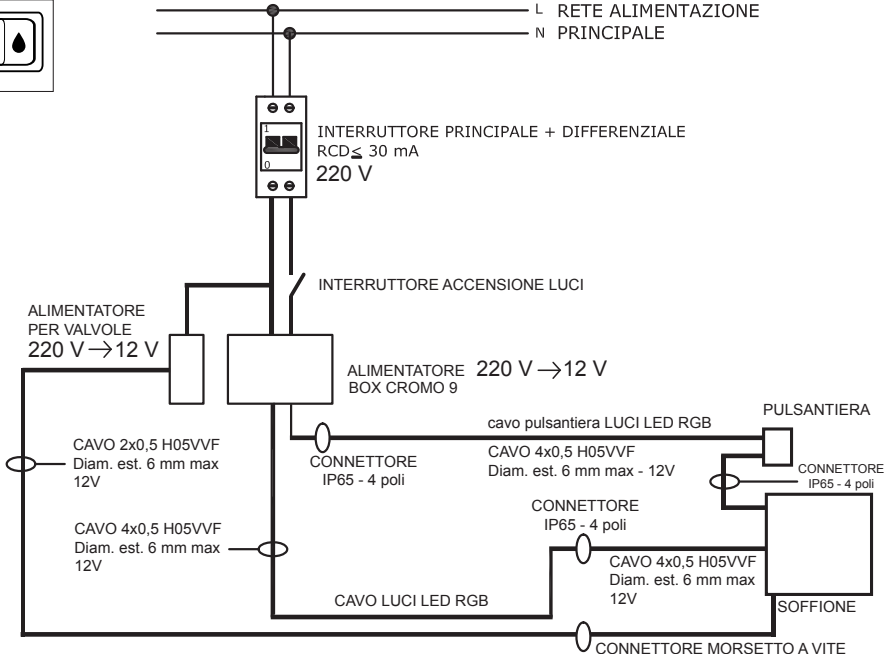 L RETE ALIMENTAZIONE
N PRINCIPALE
1
0
INTERRUTTORE PRINCIPALE + DIFFERENZIALE
RCD≤ 30 mA
220 V
INTERRUTTORE ACCENSIONE LUCI
ALIMENTATORE
PER VALVOLE
220 V→12 V
ALIMENTATORE 220 V→12 V
BOX CROMO 9
cavo pulsantiera LUCI LED RGB
PULSANTIERA
CAVO 2x0,5 H05VVF
Diam. est. 6 mm max
12V
CONNETTORE
IP65 - 4 poli
CAVO 4x0,5 H05VVF
Diam. est. 6 mm max - 12V
CONNETTORE
IP65 - 4 poli
CONNETTORE
IP65 - 4 poli
CAVO 4x0,5 H05VVF
Diam. est. 6 mm max
12V
CAVO 4x0,5 H05VVF
Diam. est. 6 mm max
12V
CAVO LUCI LED RGB
SOFFIONE
CONNETTORE MORSETTO A VITE